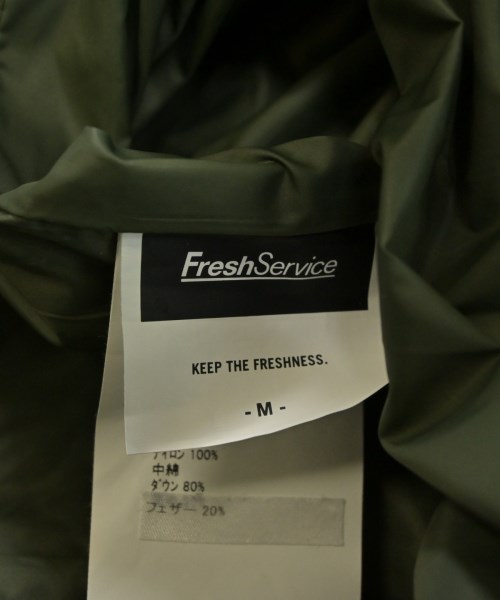 FreshService
KEEP THE FRESHNESS.
- M -
ナイロン 100%
中綿
ダウン 80%
フェザー 20%